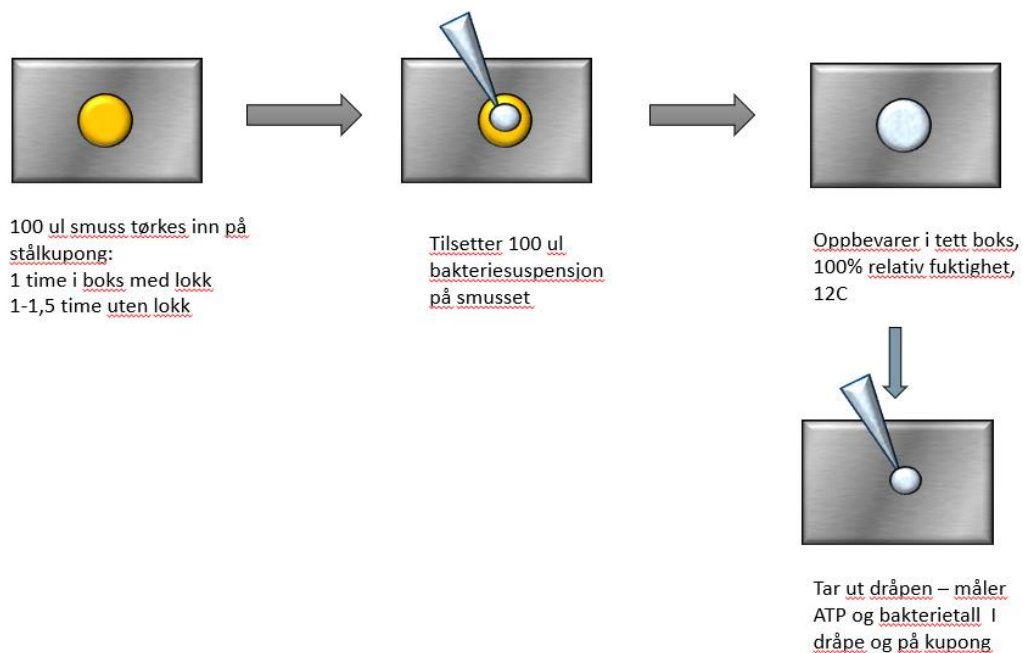 100 ul smuss tørkes inn på
stålkupong:
1 time i boks med lokk
1-1,5 time uten lokk
Tilsetter 100 ul
bakteriesuspensjon
på smusset
Oppbevarer i tett boks,
100% relativ fuktighet,
12C
Tar ut dråpen – måler
ATP og bakterietall I
dråpe og på kupong